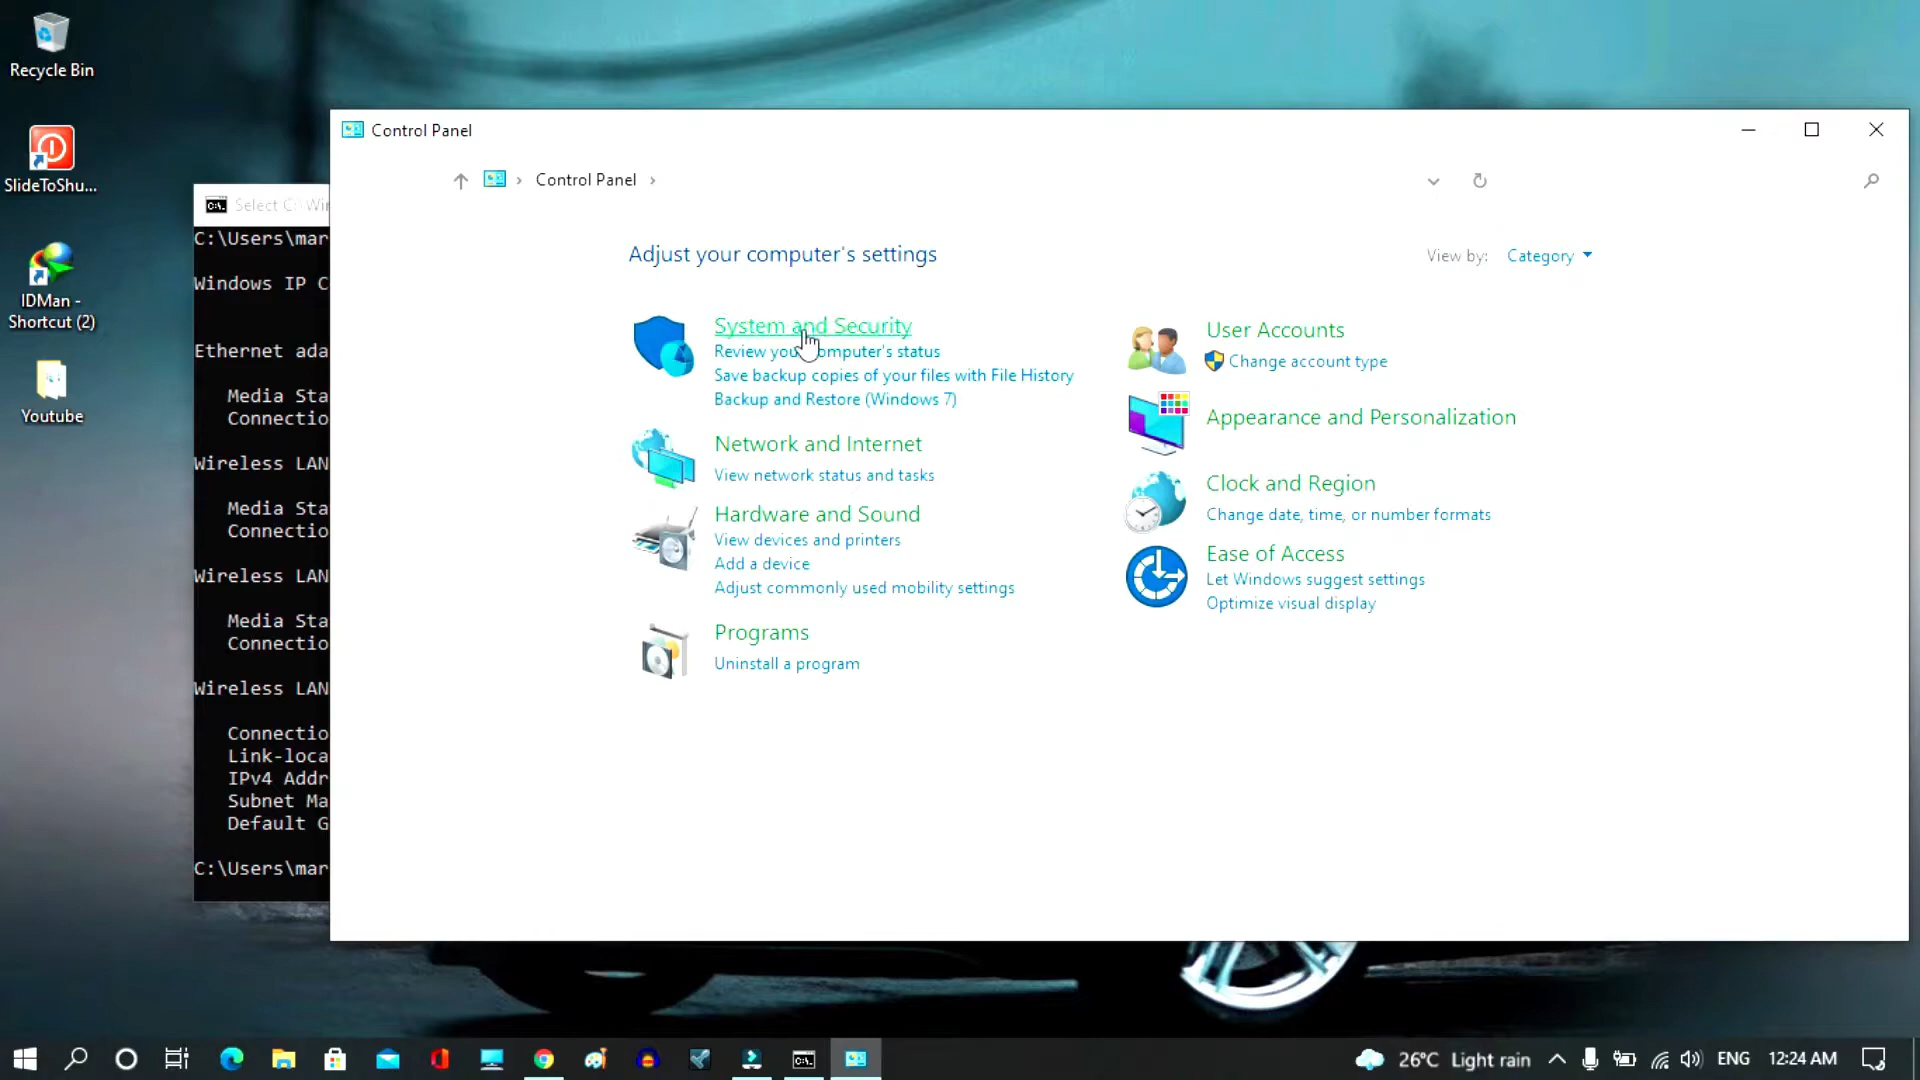 Recycle Bin
SlideToShu...
IDMan -
Shortcut (2)
Youtube
Select C:\Wi
C:\Users\mar
Windows IP C
Ethernet ada
Media Sta
Connectio
Wireless LAN
Media Sta
Connectio
Wireless LAN
Media Sta
Connectio
Wireless LAN
Connectio
Link-loca
IPv4 Addr
Subnet Ma
Default G
C:\Users\mar
Control Panel
Control Panel
Adjust your computer's settings
View by: Category
System and Security
Review your computer's status
Save backup copies of your files with File History
Backup and Restore (Windows 7)
Network and Internet
View network status and tasks
Hardware and Sound
View devices and printers
Add a device
Adjust commonly used mobility settings
Programs
Uninstall a program
User Accounts
Change account type
Appearance and Personalization
Clock and Region
Change date, time, or number formats
Ease of Access
Let Windows suggest settings
Optimize visual display
26°C Light rain
ENG
12:24 AM